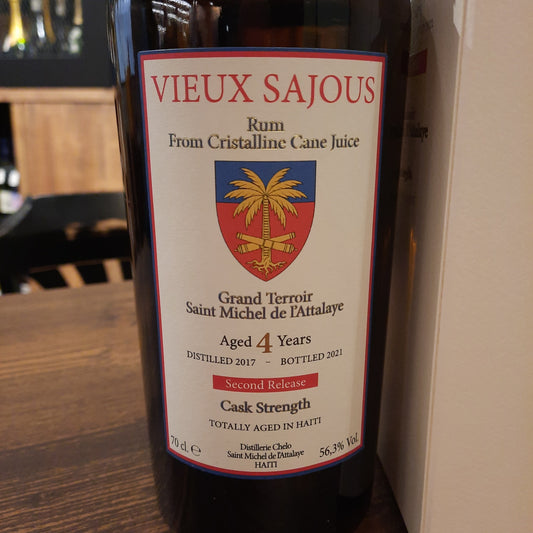 VIEUX SAJOUS
Rum
From Cristalline Cane Juice
Grand Terroir
Saint Michel de l'Attalaye
Aged 4 Years
DISTILLED 2017 - BOTTLED 2021
Second Release
Cask Strength
TOTALLY AGED IN HAITI
70 cl. ℮
Distillerie Chelo
Saint Michel de l'Attalaye
HAITI
56,3% Vol.